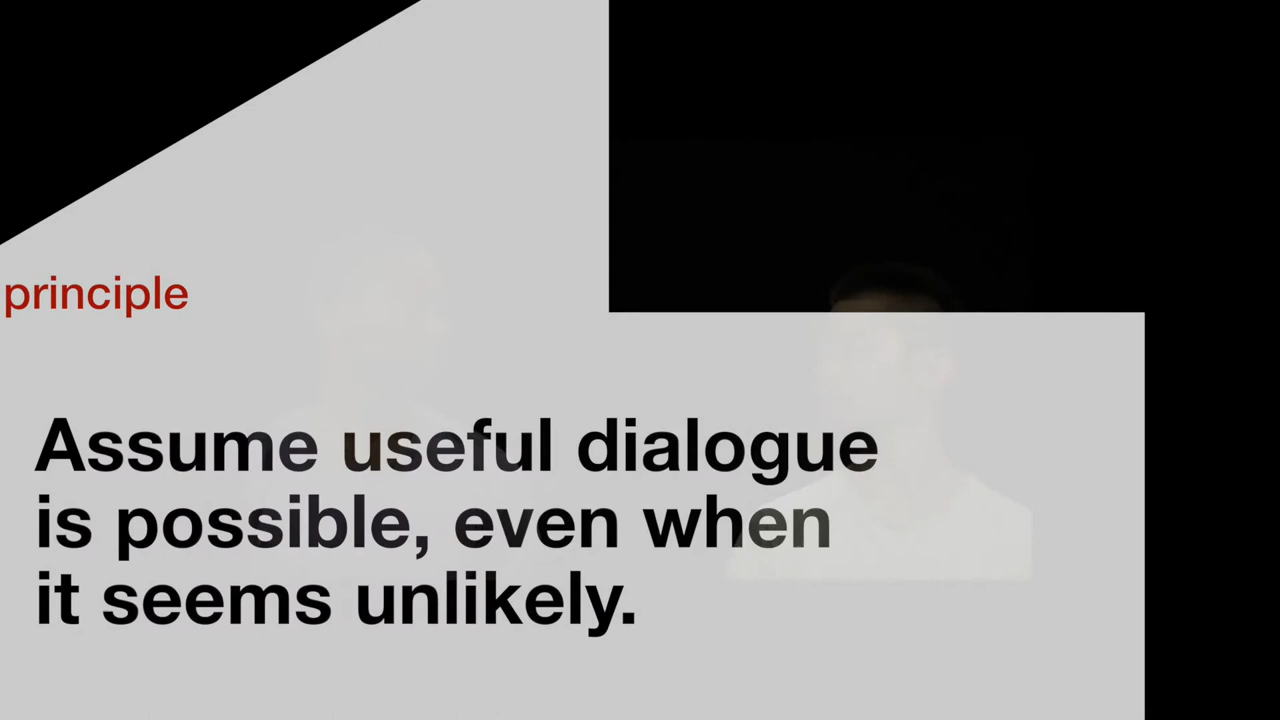 principle
Assume useful dialogue
is possible, even when
it seems unlikely.